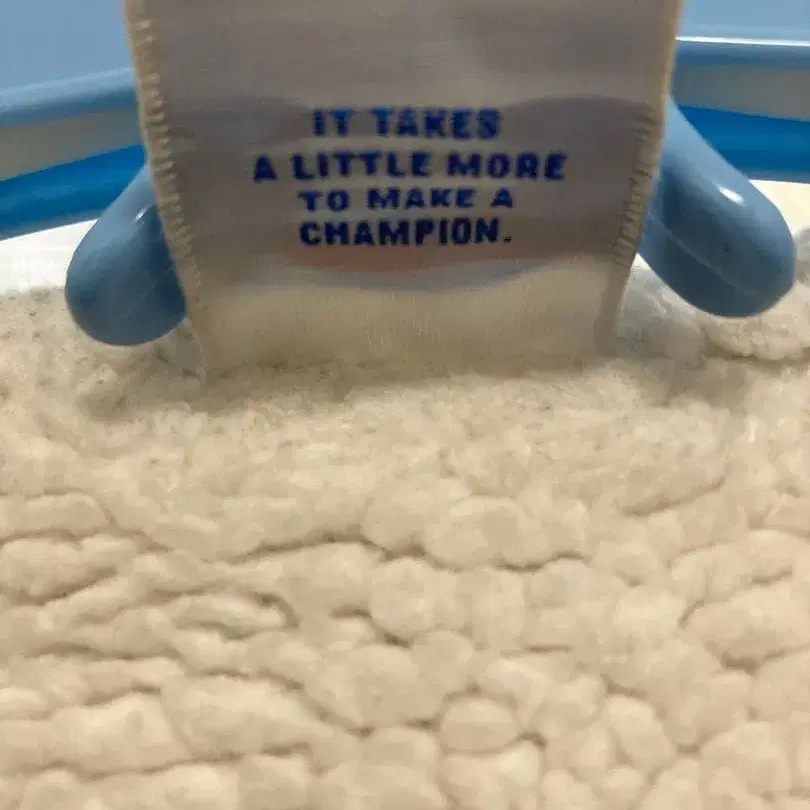 IT TAKES
A LITTLE MORE
TO MAKE A
CHAMPION.